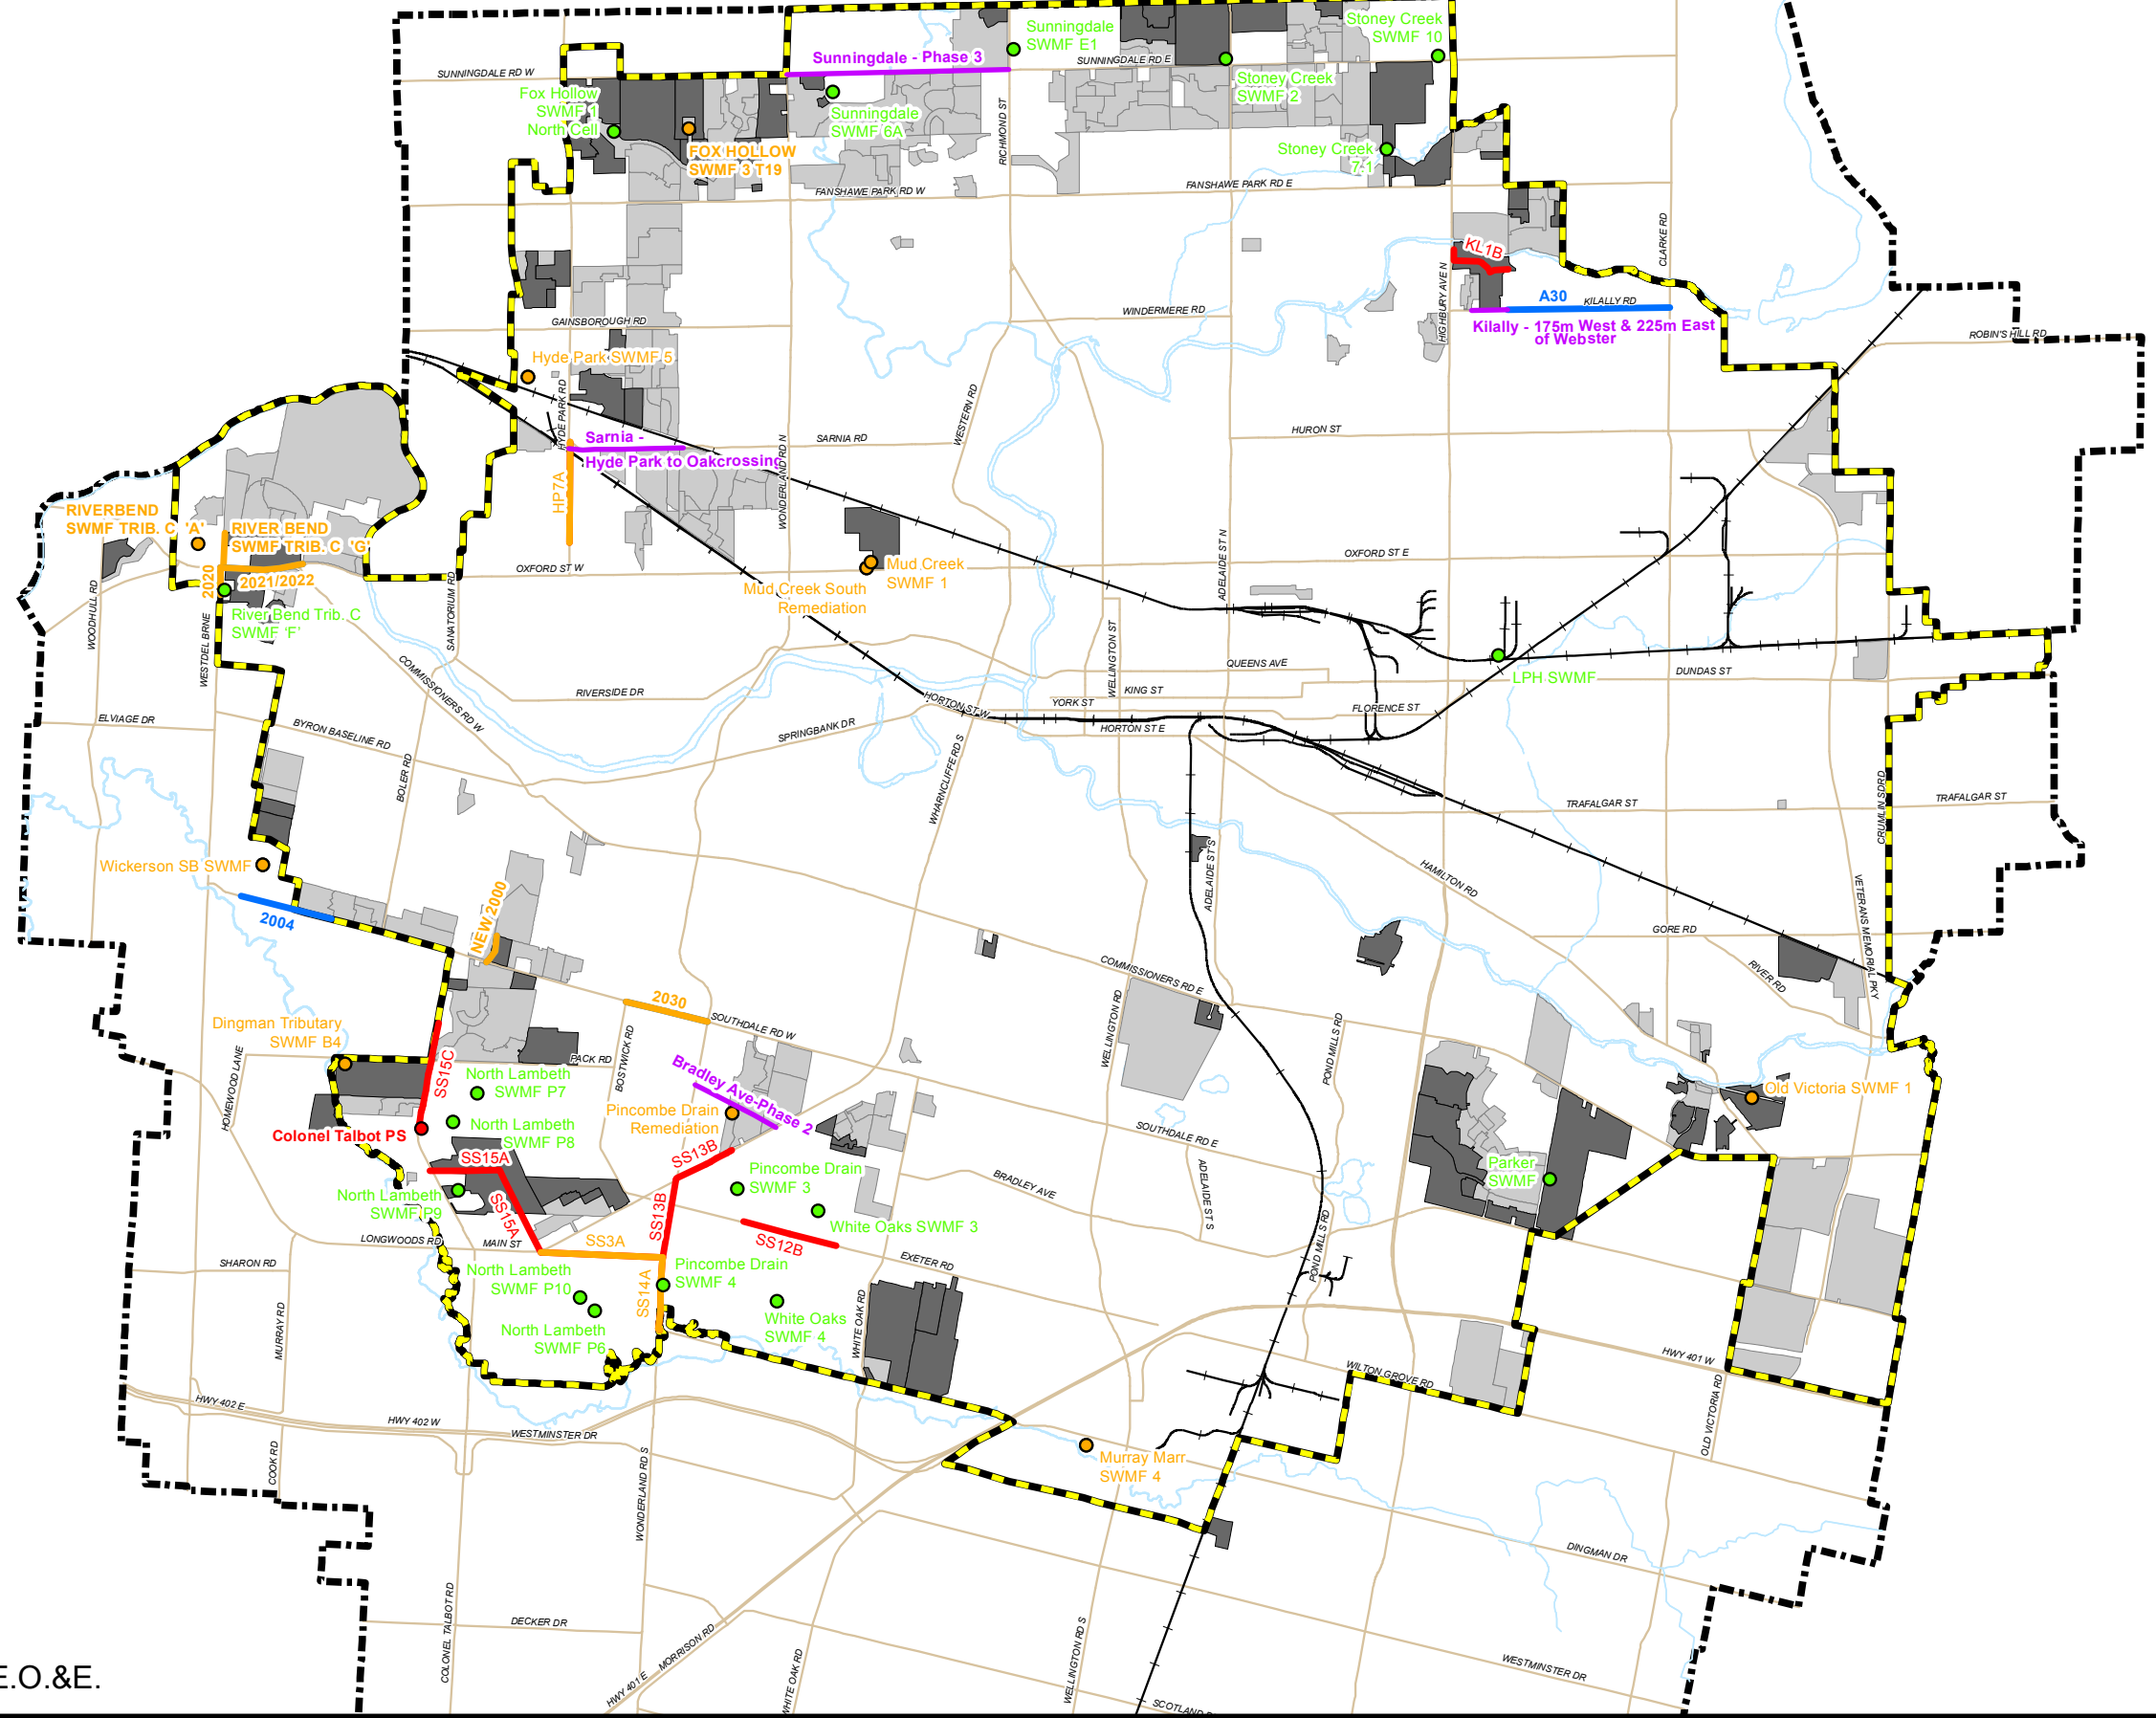 Sunningdale
SWMF E1
Stoney Creek
SWMF 10
Sunningdale - Phase 3
SUNNINGDALE RD W
SUNNINGDALE RD E
Stoney Creek
SWMF 2
Fox Hollow
SWMF 1
North Cell
Sunningdale
SWMF 6A
RICHMOND ST
FOX HOLLOW
SWMF 3 T19
Stoney Creek
7.1
FANSHAWE PARK RD W
FANSHAWE PARK RD E
CLARKE RD
KL1B
HIGHBURY AVE N
A30
KILALLY RD
WINDERMERE RD
GAINSBOROUGH RD
Kilally - 175m West & 225m East
of Webster
ROBIN'S HILL RD
Hyde Park SWMF 5
HYDE PARK RD
WESTERN RD
HURON ST
Sarnia -
SARNIA RD
Hyde Park to Oakcrossing
WONDERLAND RD N
HP7A
RIVERBEND
SWMF TRIB. C 'A'
RIVER BEND
SWMF TRIB. C 'G'
2020
2021/2022
OXFORD ST W
OXFORD ST E
ADELAIDE ST N
Mud Creek
SWMF 1
Mud Creek South
Remediation
WOODHULL RD
River Bend Trib. C
SWMF 'F'
WESTDEL BRNE
SANATORIUM RD
WELLINGTON ST
QUEENS AVE
LPH SWMF
DUNDAS ST
COMMISSIONERS RD W
RIVERSIDE DR
KING ST
HORTON ST W
YORK ST
FLORENCE ST
HORTON ST E
ELVIAGE DR
BYRON BASELINE RD
SPRINGBANK DR
BOLER RD
WHARNCLIFFE RD S
TRAFALGAR ST
TRAFALGAR ST
CRUMLIN SDRD
Wickerson SB SWMF
ADELAIDE ST S
HAMILTON RD
VETERANS MEMORIAL PKY
2004
NEW 2000
GORE RD
COMMISSIONERS RD E
RIVER RD
2030
SOUTHDALE RD W
WELLINGTON RD
POND MILLS RD
Dingman Tributary
SWMF B4
HOMEWOOD LANE
PACK RD
BOSTWICK RD
SS15C
North Lambeth
SWMF P7
Bradley Ave-Phase 2
Old Victoria SWMF 1
Pincombe Drain
Remediation
North Lambeth
SWMF P8
Colonel Talbot PS
SOUTHDALE RD E
SS15A
SS13B
Pincombe Drain
SWMF 3
BRADLEY AVE
ADELAIDE ST S
Parker
SWMF
North Lambeth
SWMF P9
SS15A
SS13B
White Oaks SWMF 3
POND MILLS RD
LONGWOODS RD
MAIN ST
SS3A
SS12B
EXETER RD
SHARON RD
North Lambeth
SWMF P10
SS14A
Pincombe Drain
SWMF 4
MURRAY RD
White Oaks
SWMF 4
WHITE OAK RD
North Lambeth
SWMF P6
WILTON GROVE RD
HWY 401 W
OLD VICTORIA RD
HWY 402 E
HWY 402 W
WESTMINSTER DR
COOK RD
WONDERLAND RD S
Murray Marr
SWMF 4
DINGMAN DR
DECKER DR
COLONEL TALBOT RD
MORRISON RD
HWY 401 E
WHITE OAK RD
WELLINGTON RD S
WESTMINSTER DR
E.O.&E.